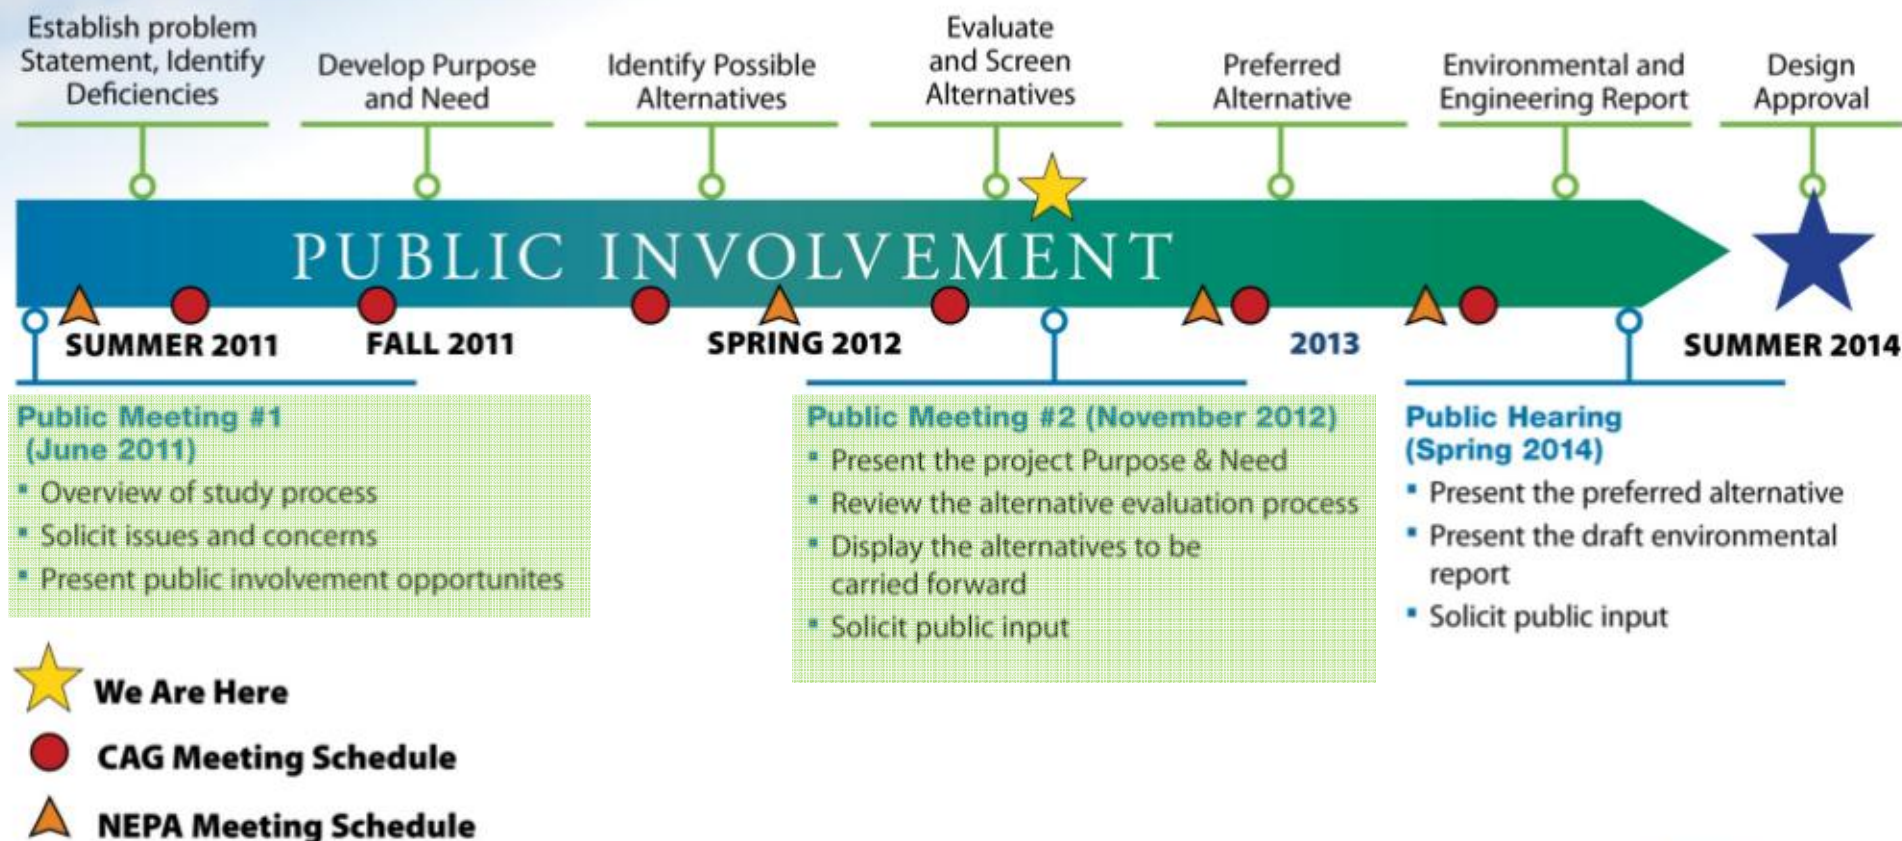 Establish problem
Statement, Identify
Deficiencies
Develop Purpose
and Need
Identify Possible
Alternatives
Evaluate
and Screen
Alternatives
Preferred
Alternative
Environmental and
Engineering Report
Design
Approval
PUBLIC INVOLVEMENT
SUMMER 2011
FALL 2011
SPRING 2012
2013
SUMMER 2014
Public Meeting #1
(June 2011)
▪ Overview of study process
▪ Solicit issues and concerns
▪ Present public involvement opportunites
Public Meeting #2 (November 2012)
▪ Present the project Purpose & Need
▪ Review the alternative evaluation process
▪ Display the alternatives to be
carried forward
▪ Solicit public input
Public Hearing
(Spring 2014)
▪ Present the preferred alternative
▪ Present the draft environmental
report
▪ Solicit public input
We Are Here
CAG Meeting Schedule
NEPA Meeting Schedule